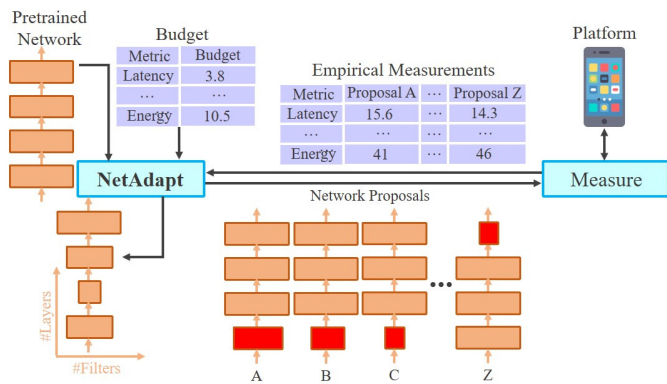 Pretrained
Network
Budget
Metric Budget
Latency 3.8
... ...
Energy 10.5
Empirical Measurements
Metric Proposal A ... Proposal Z
Latency 15.6 ... 14.3
... ... ...
Energy 41 ... 46
Platform
NetAdapt
Measure
Network Proposals
...
#Layers
#Filters
A B C Z